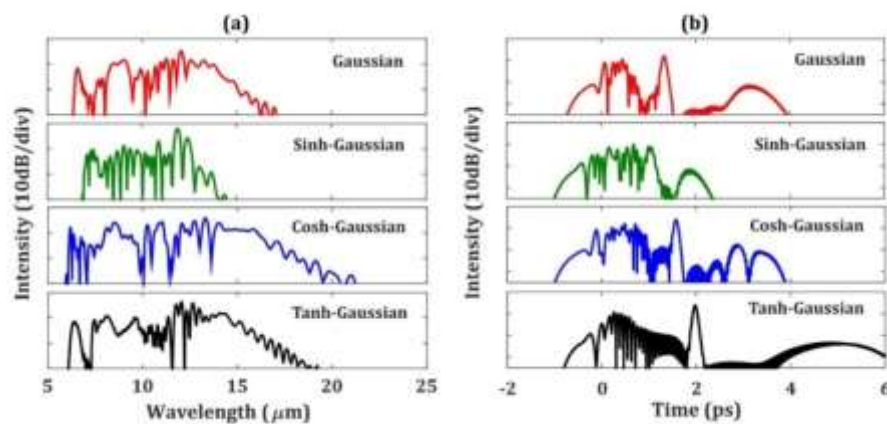 (a)
Gaussian
Sinh-Gaussian
Cosh-Gaussian
Tanh-Gaussian
Intensity (10dB/div)
5 10 15 20 25
Wavelength (μm)
(b)
Gaussian
Sinh-Gaussian
Cosh-Gaussian
Tanh-Gaussian
Intensity (10dB/div)
-2 0 2 4 6
Time (ps)